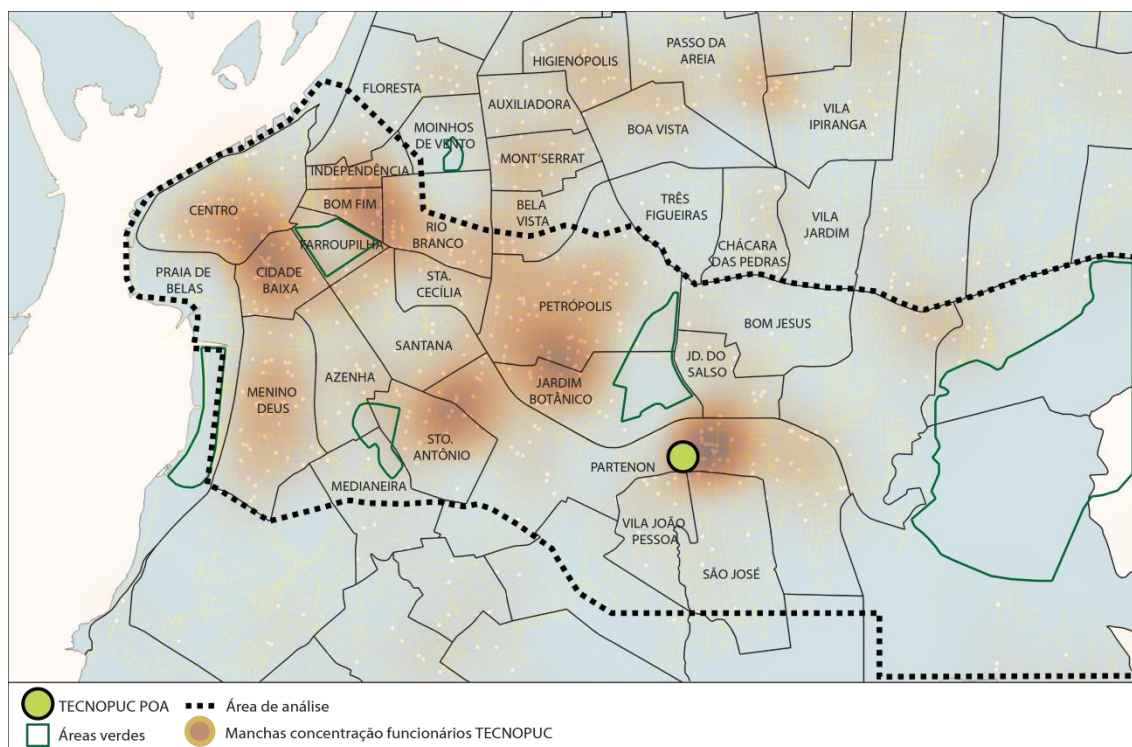 PASSO DA
AREIA
HIGIENÓPOLIS
FLORESTA
AUXILIADORA
VILA
IPIRANGA
MOINHOS
DE VENTO
BOA VISTA
MONT'SERRAT
INDEPENDÊNCIA
BOM FIM
CENTRO
BELA
VISTA
TRÊS
FIGUEIRAS
VILA
JARDIM
RIO
BRANCO
FARROUPILHA
CHÁCARA
DAS PEDRAS
PRAIA DE
BELAS
CIDADE
BAIXA
STA.
CECÍLIA
PETRÓPOLIS
BOM JESUS
SANTANA
JD. DO
SALSO
AZENHA
MENINO
DEUS
JARDIM
BOTÂNICO
STO.
ANTÔNIO
PARTENON
MEDIANEIRA
VILA JOÃO
PESSOA
SÃO JOSÉ
TECNOPUC POA
Área de análise
Áreas verdes
Manchas concentração funcionários TECNOPUC